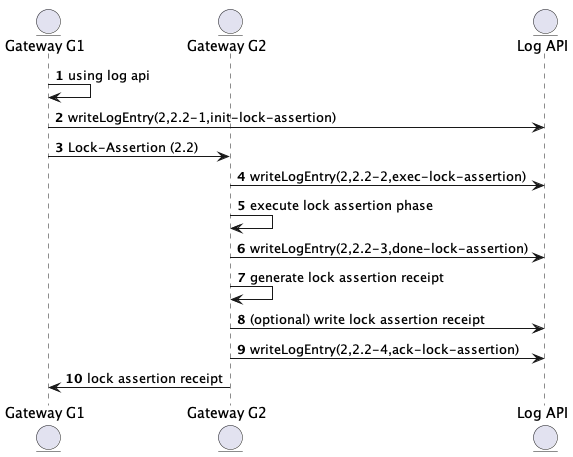 Gateway G1 Gateway G2 Log API
1 using log api
2 writeLogEntry(2,2.2-1,init-lock-assertion)
3 Lock-Assertion (2.2)
4 writeLogEntry(2,2.2-2,exec-lock-assertion)
5 execute lock assertion phase
6 writeLogEntry(2,2.2-3,done-lock-assertion)
7 generate lock assertion receipt
8 (optional) write lock assertion receipt
9 writeLogEntry(2,2.2-4,ack-lock-assertion)
10 lock assertion receipt
Gateway G1 Gateway G2 Log API